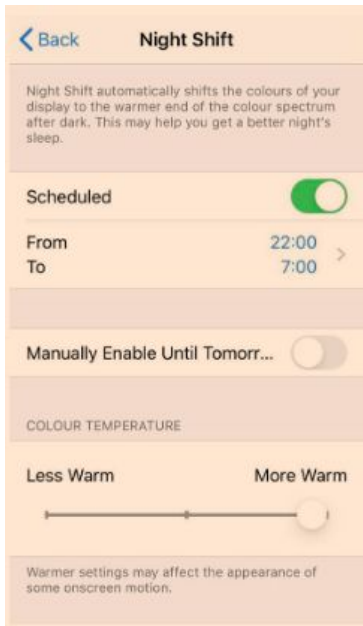 Back Night Shift
Night Shift automatically shifts the colours of your
display to the warmer end of the colour spectrum
after dark. This may help you get a better night's
sleep.
Scheduled
From 22:00
To 7:00
Manually Enable Until Tomorr...
COLOUR TEMPERATURE
Less Warm More Warm
Warmer settings may affect the appearance of
some onscreen motion.